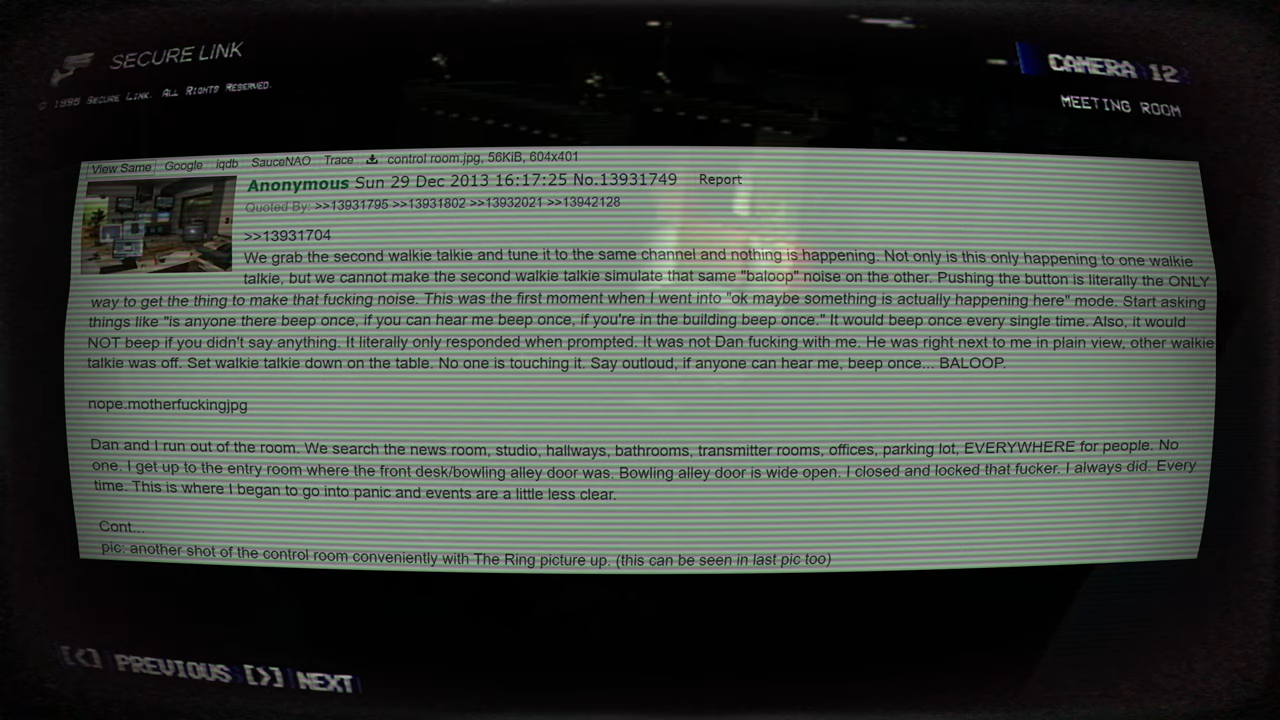 SECURE LINK
© 1995 SECURE LINK. ALL RIGHTS RESERVED.
CAMERA 12
MEETING ROOM
View Same Google iqdb SauceNAO Trace control room.jpg, 56KiB, 604x401
Anonymous Sun 29 Dec 2013 16:17:25 No.13931749 Report
Quoted By: >>13931795 >>13931802 >>13932021 >>13942128
>>13931704
We grab the second walkie talkie and tune it to the same channel and nothing is happening. Not only is this only happening to one walkie
talkie, but we cannot make the second walkie talkie simulate that same "baloop" noise on the other. Pushing the button is literally the ONLY
way to get the thing to make that fucking noise. This was the first moment when I went into "ok maybe something is actually happening here" mode. Start asking
things like "is anyone there beep once, if you can hear me beep once, if you're in the building beep once." It would beep once every single time. Also, it would
NOT beep if you didn't say anything. It literally only responded when prompted. It was not Dan fucking with me. He was right next to me in plain view, other walkie
talkie was off. Set walkie talkie down on the table. No one is touching it. Say outloud, if anyone can hear me, beep once... BALOOP.
nope.motherfuckingjpg
Dan and I run out of the room. We search the news room, studio, hallways, bathrooms, transmitter rooms, offices, parking lot, EVERYWHERE for people. No
one. I get up to the entry room where the front desk/bowling alley door was. Bowling alley door is wide open. I closed and locked that fucker. I always did. Every
time. This is where I began to go into panic and events are a little less clear.
Cont...
pic: another shot of the control room conveniently with The Ring picture up. (this can be seen in last pic too)
[<] PREVIOUS [>] NEXT